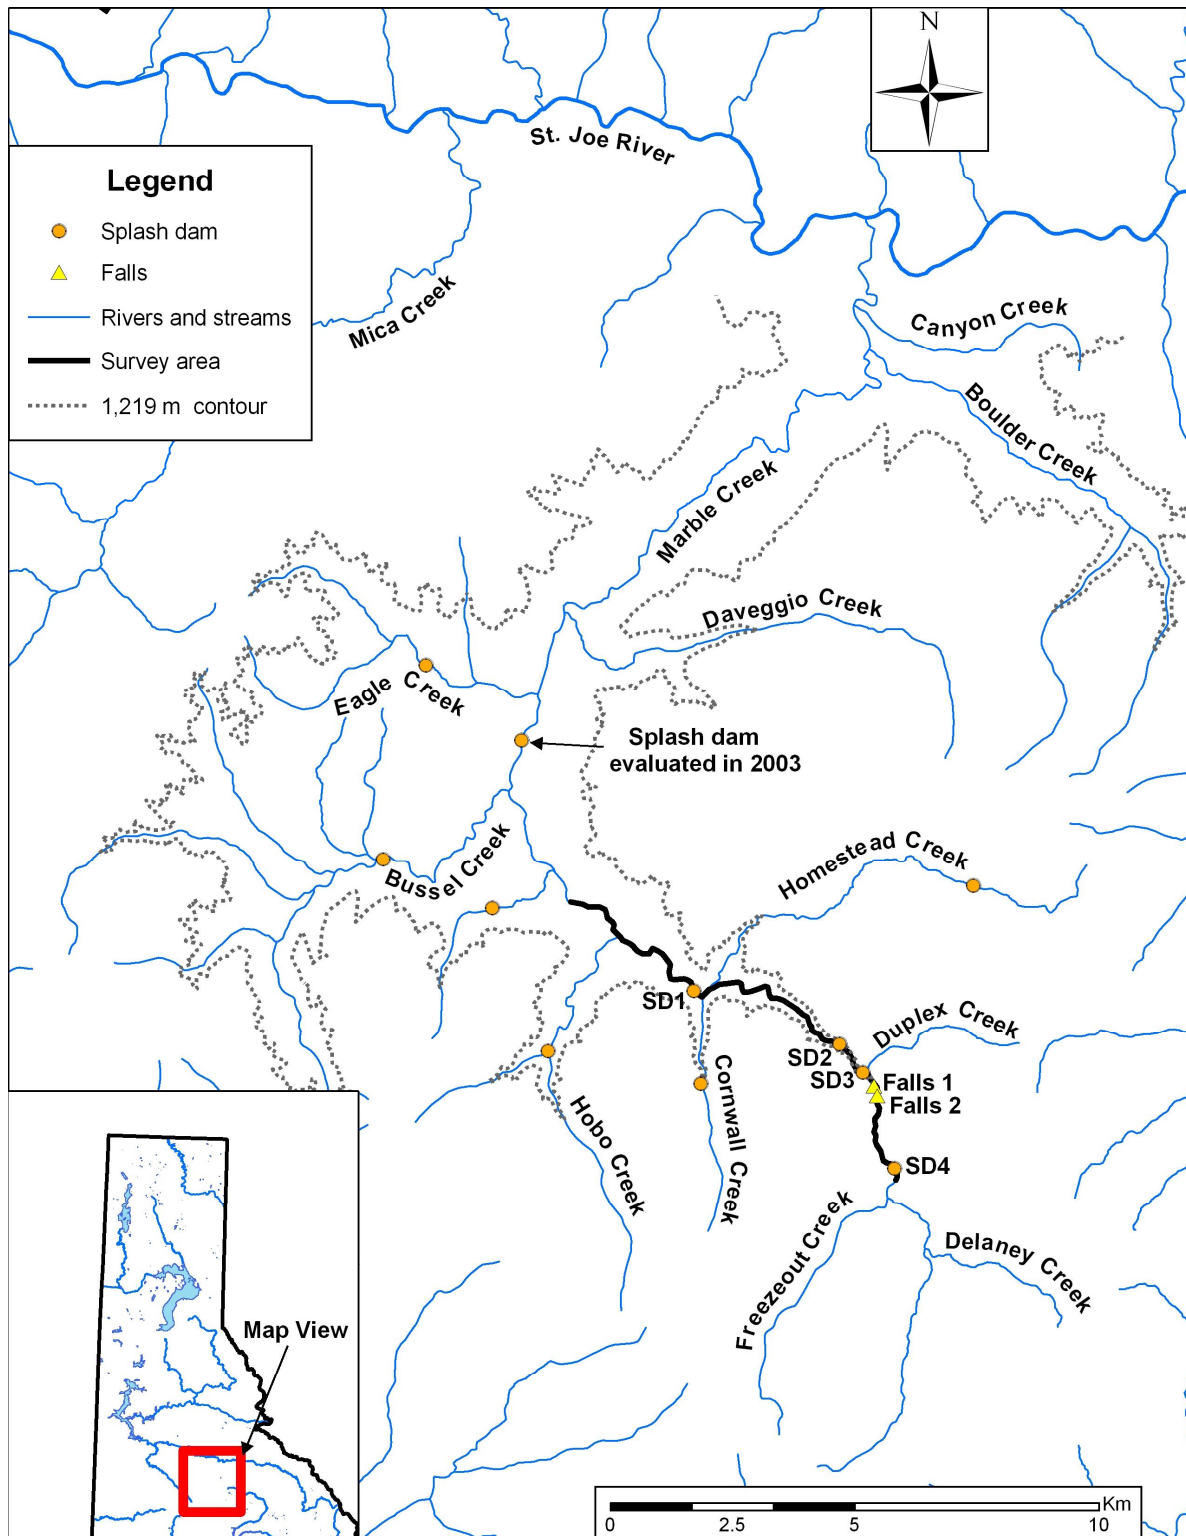 N
St. Joe River
Legend
Splash dam
Falls
Rivers and streams
Survey area
1,219 m contour
Mica Creek
Canyon Creek
Boulder Creek
Marble Creek
Daveggio Creek
Eagle Creek
Splash dam
evaluated in 2003
Bussel Creek
Homestead Creek
SD1
SD2
Duplex Creek
SD3
Falls 1
Falls 2
Cornwall Creek
Hobo Creek
SD4
Freezeout Creek
Delaney Creek
Map View
Km
0 2.5 5 10